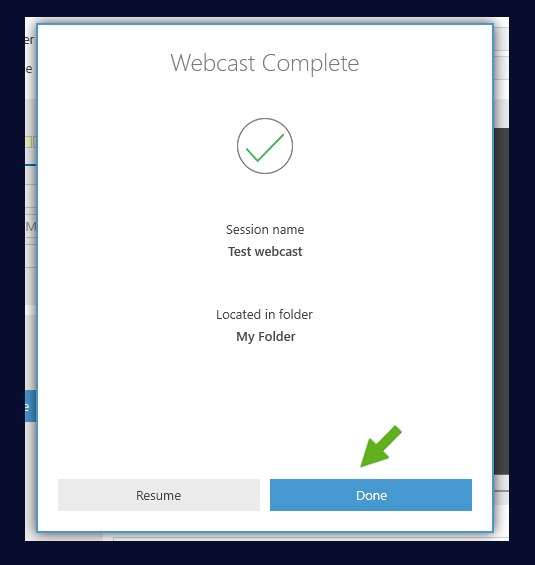 Webcast Complete
Session name
Test webcast
Located in folder
My Folder
Resume
Done